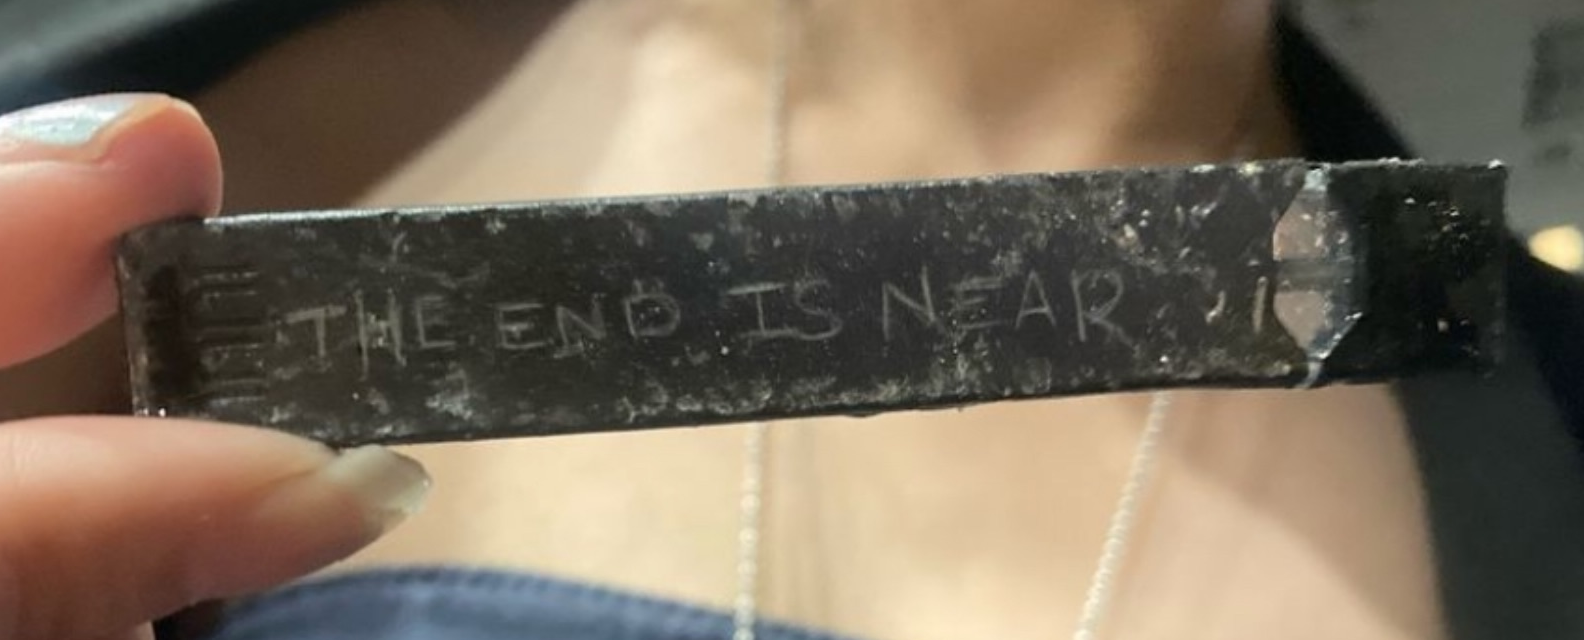 THE END IS NEAR